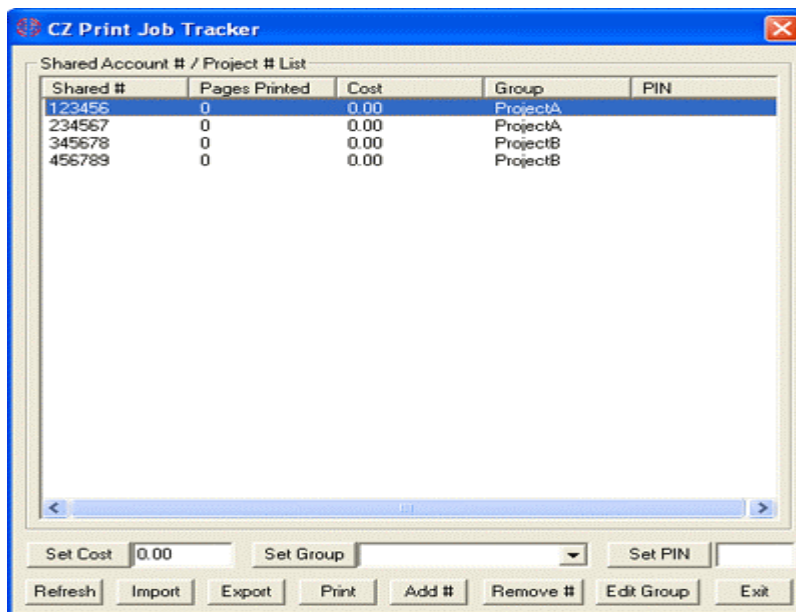 CZ Print Job Tracker
Shared Account # / Project # List
Shared # Pages Printed Cost Group PIN
123456 0 0.00 ProjectA
234567 0 0.00 ProjectA
345678 0 0.00 ProjectB
456789 0 0.00 ProjectB
Set Cost 0.00 Set Group Set PIN
Refresh Import Export Print Add # Remove # Edit Group Exit